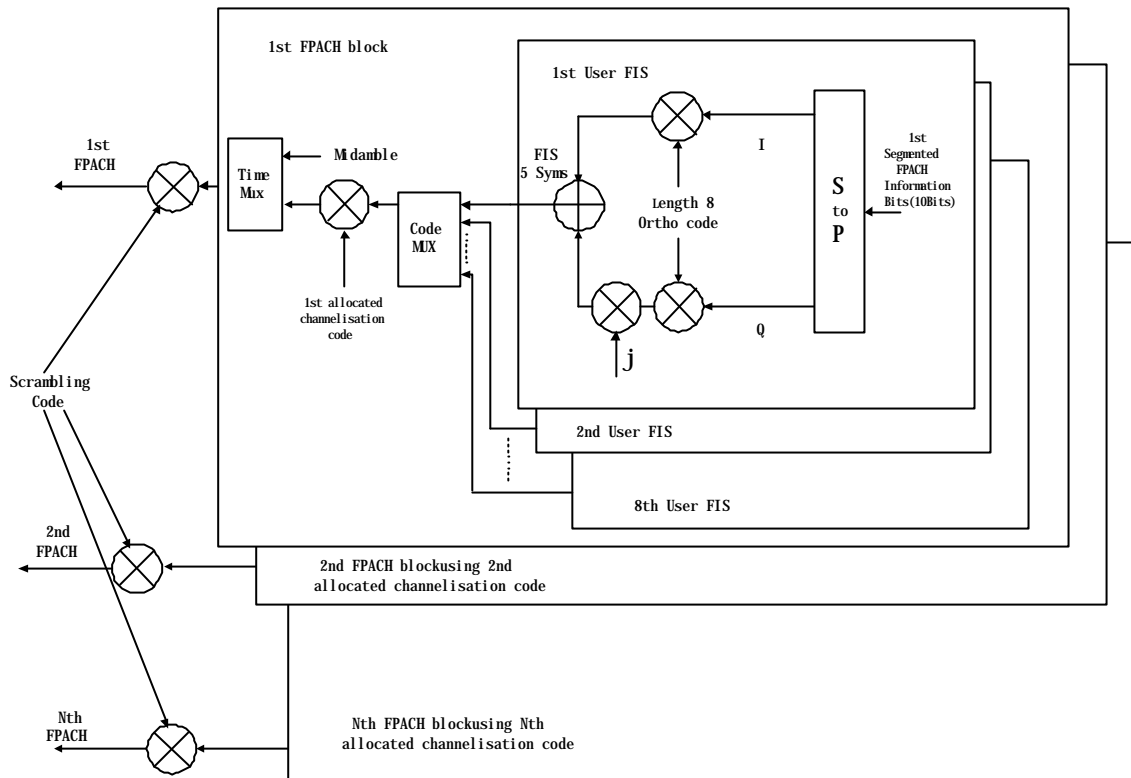 1st FPACH block
1st User FIS
1st
FPACH
Time
Mux
Midamble
1st allocated
channelisation
code
Code
MUX
FIS
5 Syms
I
Length 8
Ortho code
Q
j
S
to
P
1st
Segmented
FPACH
Information
Bits(10Bits)
Scrambling
Code
2nd User FIS
8th User FIS
2nd
FPACH
2nd FPACH blockusing 2nd
allocated channelisation code
Nth
FPACH
Nth FPACH blockusing Nth
allocated channelisation code